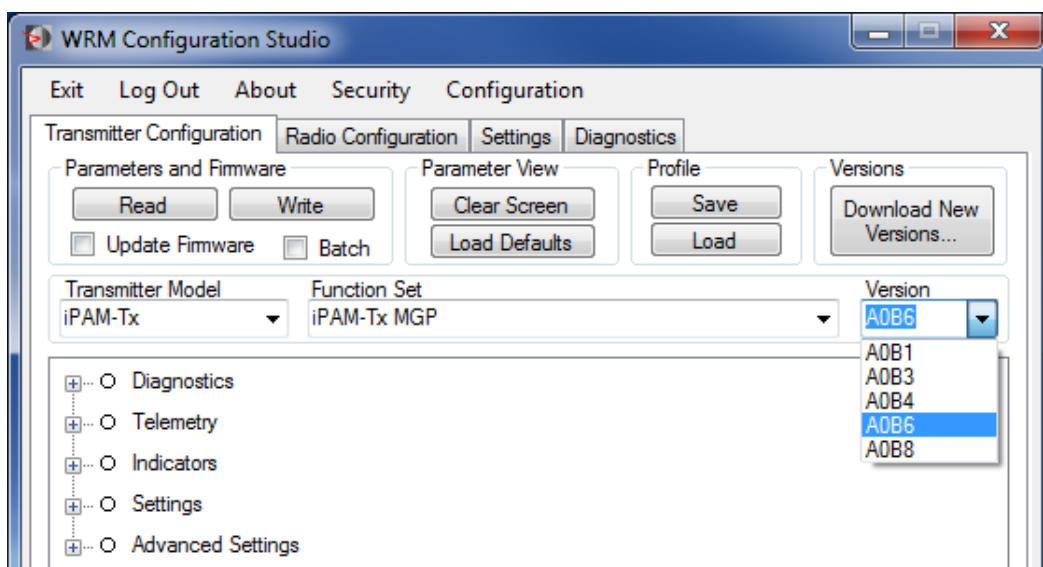 WRM Configuration Studio
Exit Log Out About Security Configuration
Transmitter Configuration Radio Configuration Settings Diagnostics
Parameters and Firmware Parameter View Profile Versions
Read Write Clear Screen Save Download New Versions...
Update Firmware Batch Load Defaults Load
Transmitter Model Function Set Version
iPAM-Tx iPAM-Tx MGP A0B6
A0B1
A0B3
A0B4
A0B6
A0B8
Diagnostics
Telemetry
Indicators
Settings
Advanced Settings